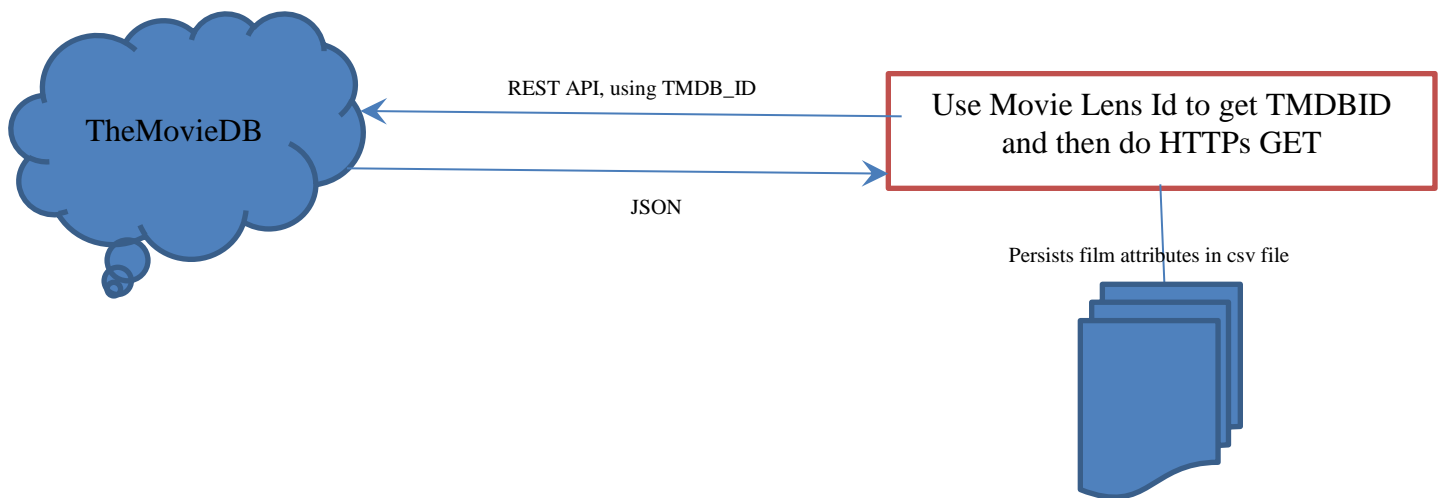 REST API, using TMDB_ID
TheMovieDB
Use Movie Lens Id to get TMDBID
and then do HTTPs GET
JSON
Persists film attributes in csv file